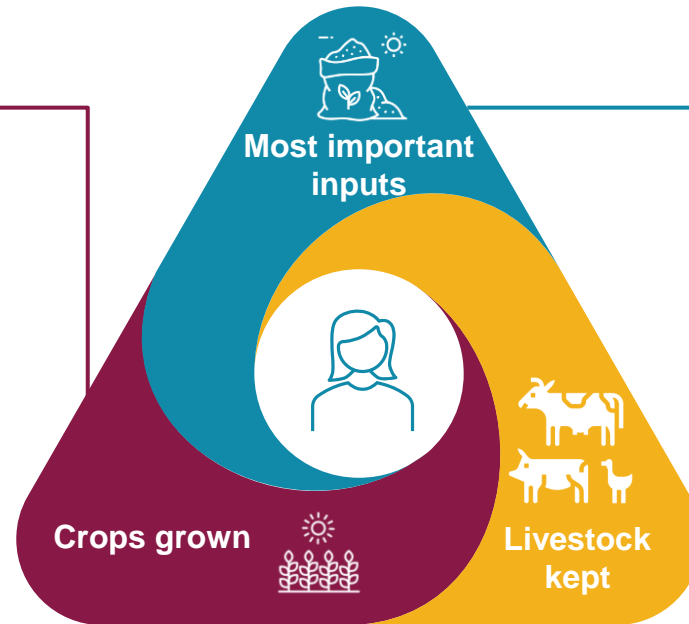 Most important
inputs
Crops grown
Livestock
kept